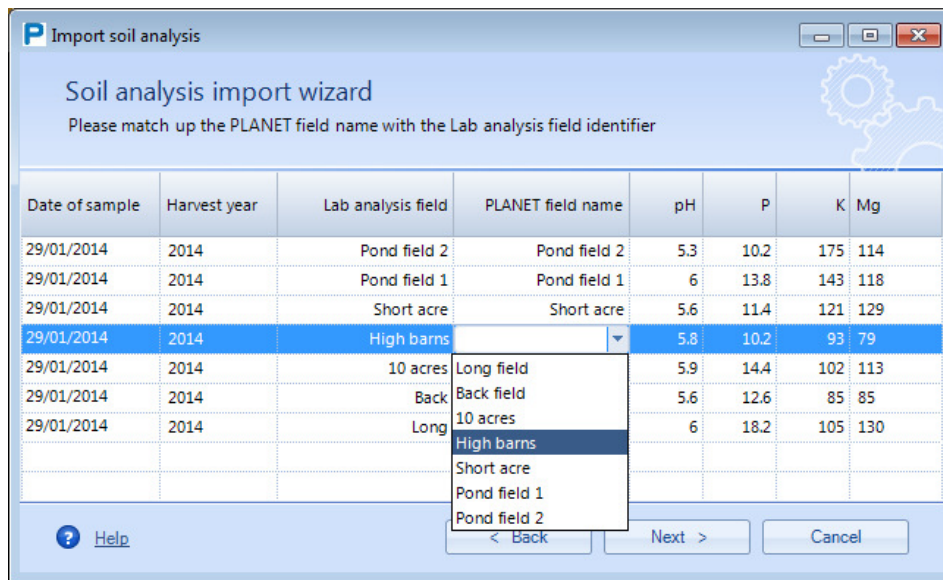 P Import soil analysis
Soil analysis import wizard
Please match up the PLANET field name with the Lab analysis field identifier
Date of sample Harvest year Lab analysis field PLANET field name pH P K Mg
29/01/2014 2014 Pond field 2 Pond field 2 5.3 10.2 175 114
29/01/2014 2014 Pond field 1 Pond field 1 6 13.8 143 118
29/01/2014 2014 Short acre Short acre 5.6 11.4 121 129
29/01/2014 2014 High barns 5.8 10.2 93 79
29/01/2014 2014 10 acres 5.9 14.4 102 113
29/01/2014 2014 Back 5.6 12.6 85 85
29/01/2014 2014 Long 6 18.2 105 130
Long field
Back field
10 acres
High barns
Short acre
Pond field 1
Pond field 2
? Help < Back Next > Cancel